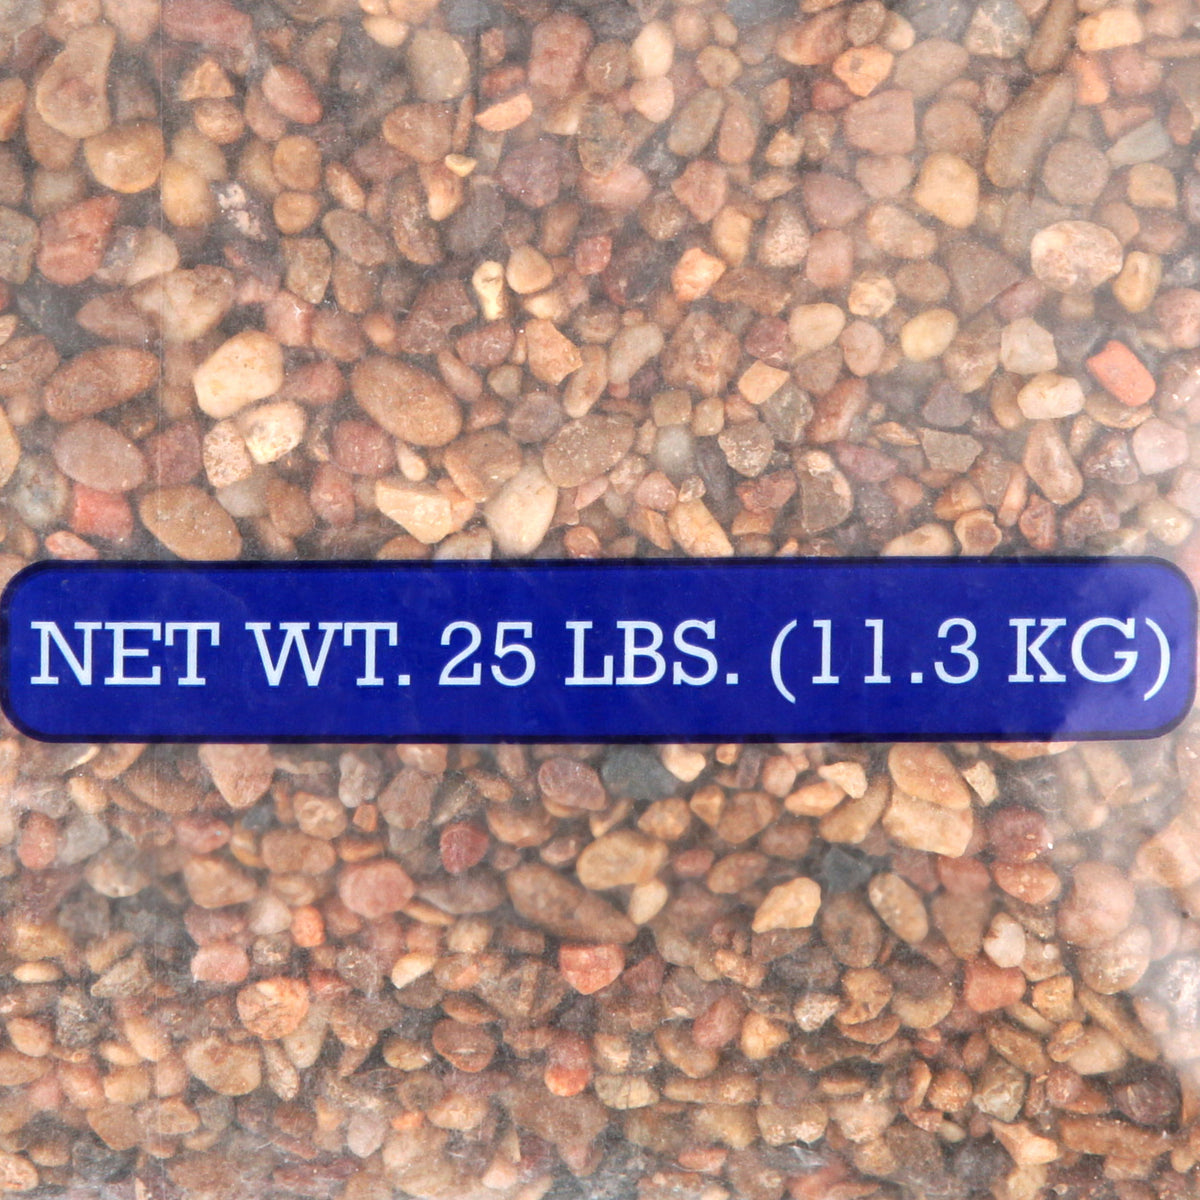 NET WT. 25 LBS. (11.3 KG)